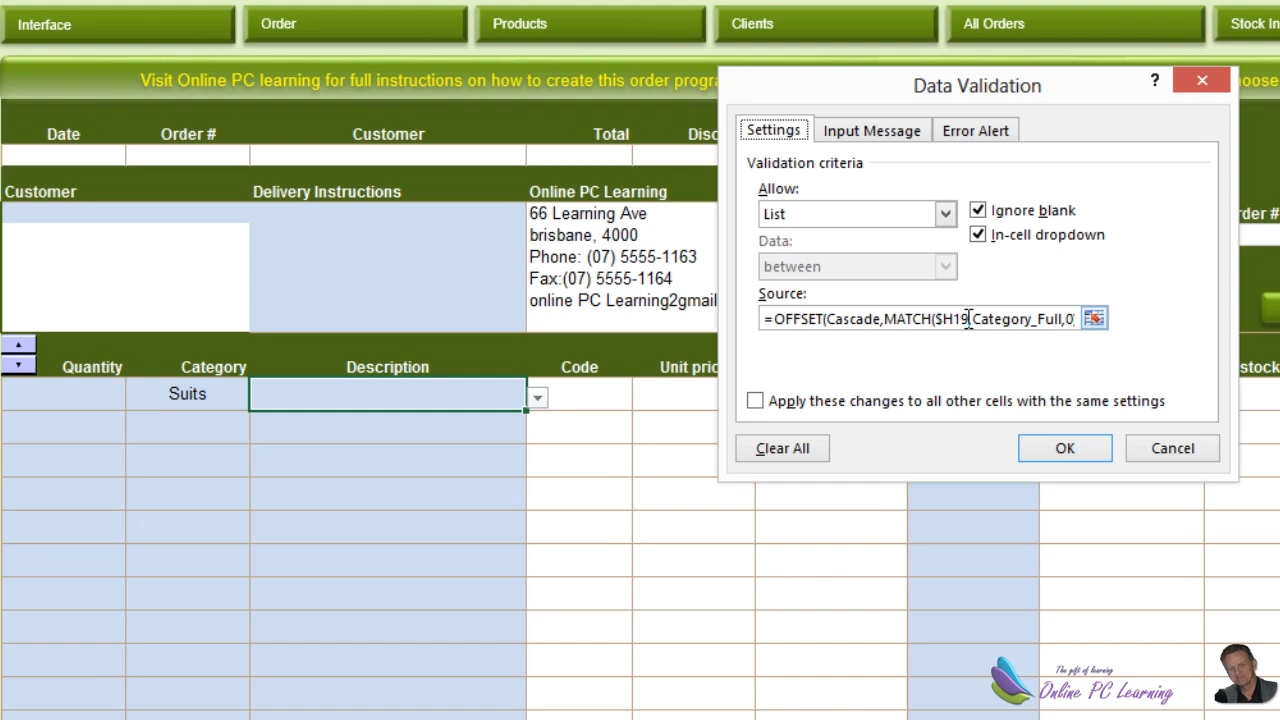 Interface
Order
Products
Clients
All Orders
Stock In
Visit Online PC learning for full instructions on how to create this order progra
oose
Data Validation
?
Date
Order #
Customer
Total
Disc
Settings
Input Message
Error Alert
Validation criteria
Allow:
List
Ignore blank
In-cell dropdown
Data:
between
Source:
=OFFSET(Cascade,MATCH($H19,Category_Full,0)
Customer
Delivery Instructions
Online PC Learning
66 Learning Ave
brisbane, 4000
Phone: (07) 5555-1163
Fax:(07) 5555-1164
online PC Learning2gmail
rder #
Quantity
Category
Description
Code
Unit pric
stock
Suits
Apply these changes to all other cells with the same settings
Clear All
OK
Cancel
The gift of learning
Online PC Learning